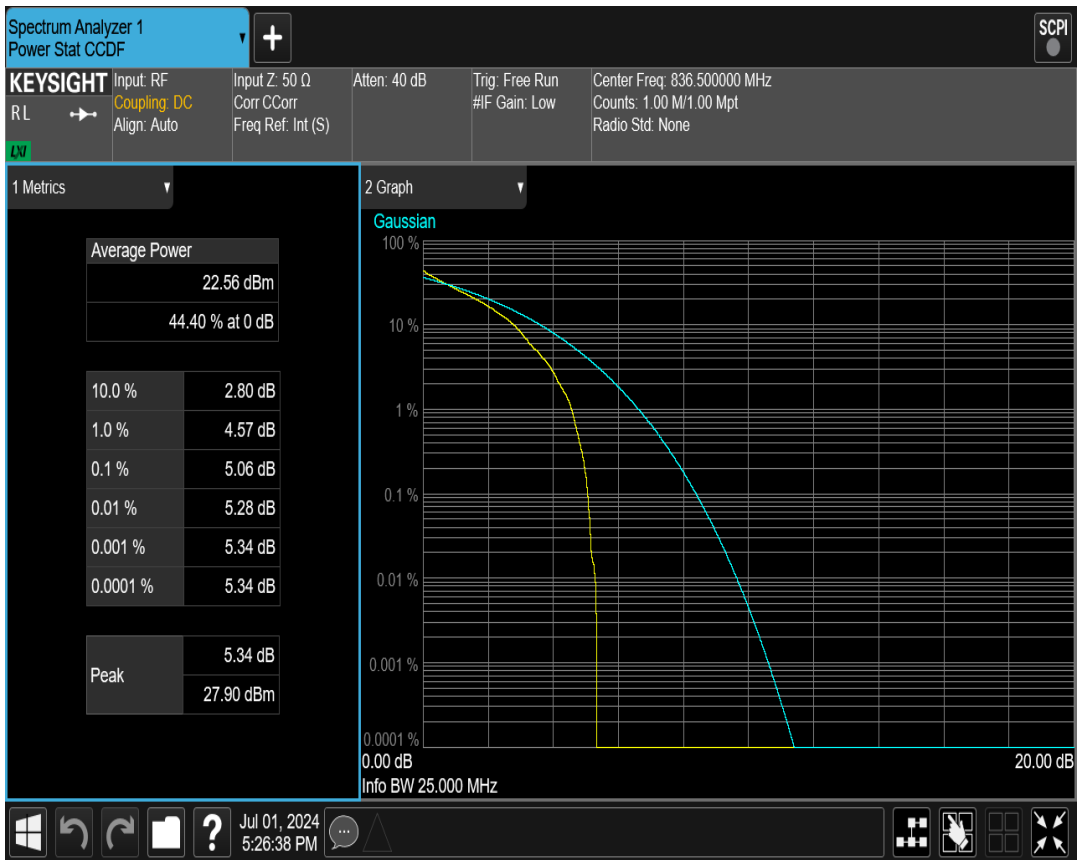 Spectrum Analyzer 1
Power Stat CCDF
SCPI
KEYSIGHT
RL
LXI
Input: RF
Coupling: DC
Align: Auto
Input Z: 50 Ω
Corr CCorr
Freq Ref: Int (S)
Atten: 40 dB
Trig: Free Run
#IF Gain: Low
Center Freq: 836.500000 MHz
Counts: 1.00 M/1.00 Mpt
Radio Std: None
1 Metrics
Average Power
22.56 dBm
44.40 % at 0 dB
10.0 % 2.80 dB
1.0 % 4.57 dB
0.1 % 5.06 dB
0.01 % 5.28 dB
0.001 % 5.34 dB
0.0001 % 5.34 dB
Peak
5.34 dB
27.90 dBm
2 Graph
Gaussian
100 %
10 %
1 %
0.1 %
0.01 %
0.001 %
0.0001 %
0.00 dB 20.00 dB
Info BW 25.000 MHz
?
Jul 01, 2024
5:26:38 PM